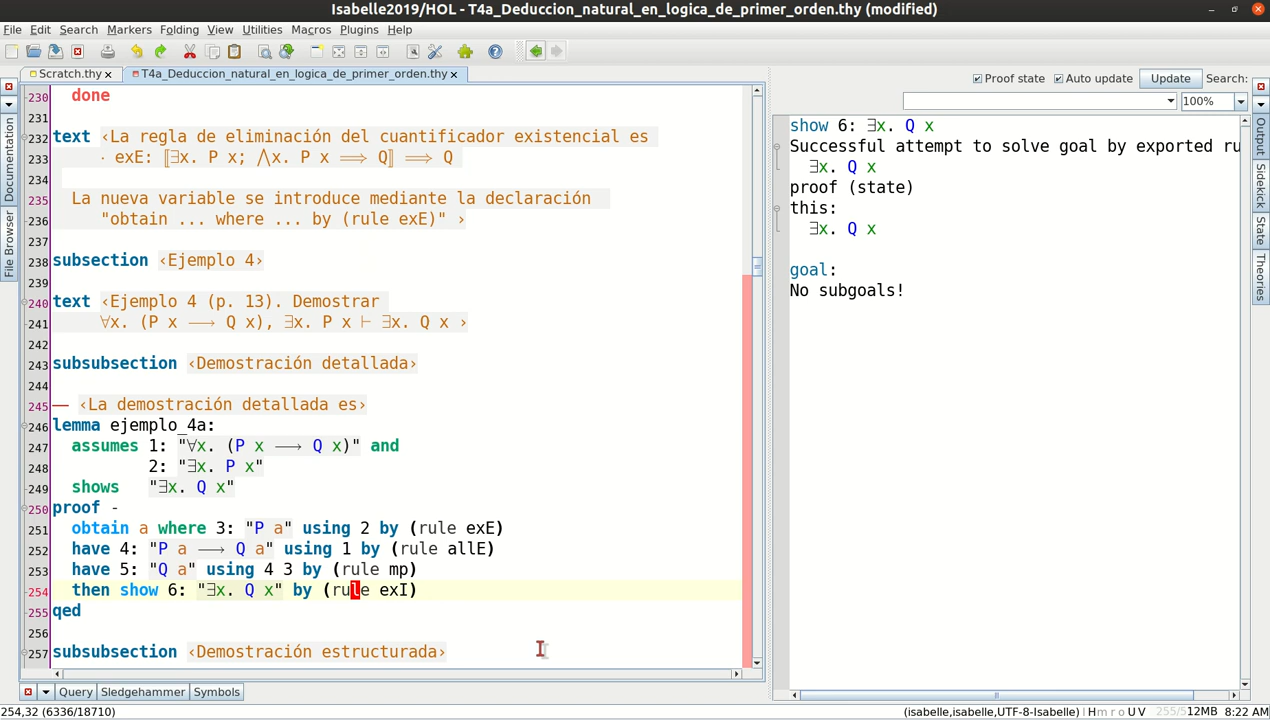 Isabelle2019/HOL - T4a_Deduccion_natural_en_logica_de_primer_orden.thy (modified)
File Edit Search Markers Folding View Utilities Macros Plugins Help
Scratch.thy
T4a_Deduccion_natural_en_logica_de_primer_orden.thy
Proof state
Auto update
Update
Search:
100%
Documentation
File Browser
230 done
231
232 text ‹La regla de eliminación del cuantificador existencial es
233 · exE: ⟦∃x. P x; ⋀x. P x ⟹ Q⟧ ⟹ Q
234
235 La nueva variable se introduce mediante la declaración
236 "obtain ... where ... by (rule exE)" ›
237
238 subsection ‹Ejemplo 4›
239
240 text ‹Ejemplo 4 (p. 13). Demostrar
241 ∀x. (P x ⟶ Q x), ∃x. P x ⊢ ∃x. Q x ›
242
243 subsubsection ‹Demostración detallada›
244
245 — ‹La demostración detallada es›
246 lemma ejemplo_4a:
247 assumes 1: "∀x. (P x ⟶ Q x)" and
248 2: "∃x. P x"
249 shows "∃x. Q x"
250 proof -
251 obtain a where 3: "P a" using 2 by (rule exE)
252 have 4: "P a ⟶ Q a" using 1 by (rule allE)
253 have 5: "Q a" using 4 3 by (rule mp)
254 then show 6: "∃x. Q x" by (rule exI)
255 qed
256
257 subsubsection ‹Demostración estructurada›
show 6: ∃x. Q x
Successful attempt to solve goal by exported ru
∃x. Q x
proof (state)
this:
∃x. Q x
goal:
No subgoals!
Output
Sidekick
State
Theories
Query Sledgehammer Symbols
254,32 (6336/18710)
(isabelle,isabelle,UTF-8-Isabelle) | H m r o U V 255/512MB 8:22 AM